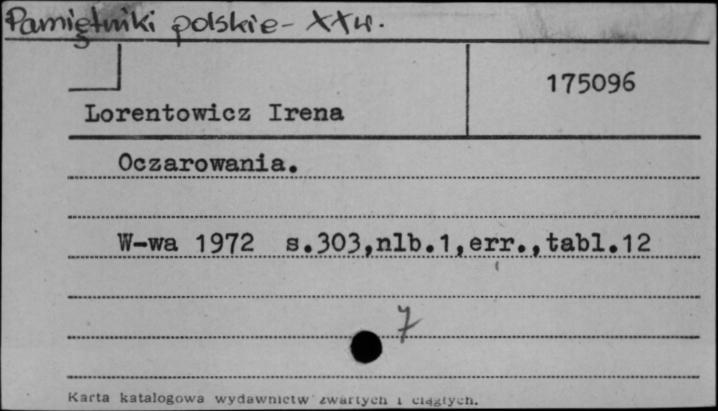 Pamiętniki polskie - XX w.
175096
Lorentowicz Irena
Oczarowania.
W-wa 1972 s.303,nlb.1,err.,tabl.12
7
Karta katalogowa wydawnictw zwartych i ciągłych.